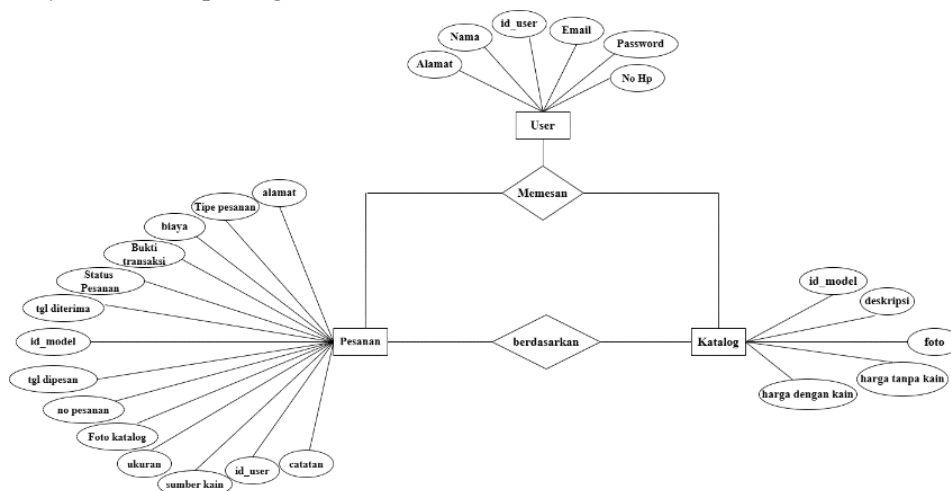 id_user
Email
Nama
Password
Alamat
No Hp
User
Memesan
alamat
Tipe pesanan
biaya
Bukti
transaksi
Status
Pesanan
tgl diterima
id_model
tgl dipesan
no pesanan
Foto katalog
ukuran
sumber kain
id_user
catatan
Pesanan
berdasarkan
Katalog
id_model
deskripsi
foto
harga tanpa kain
harga dengan kain